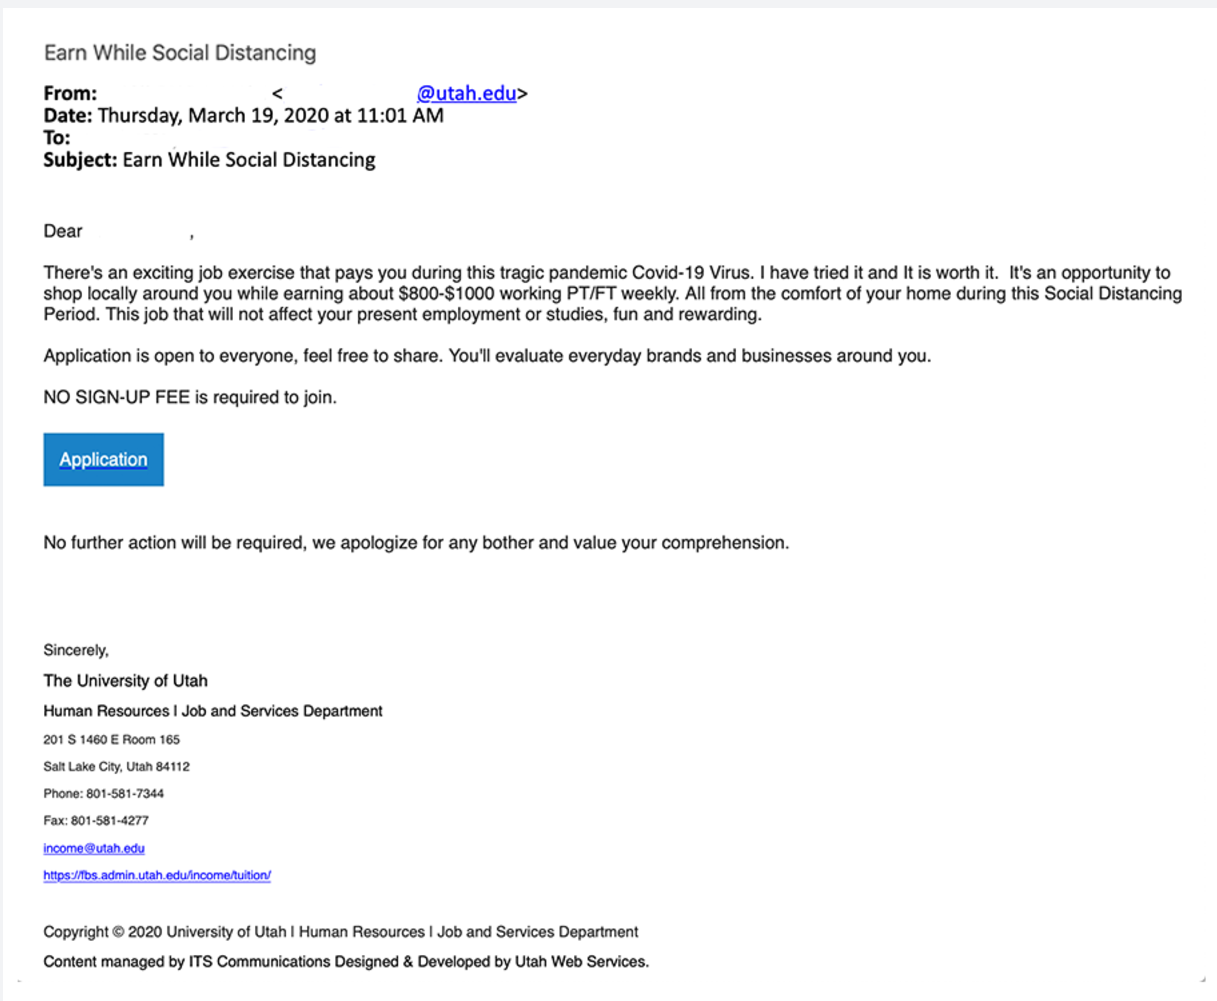 Earn While Social Distancing
From: < @utah.edu>
Date: Thursday, March 19, 2020 at 11:01 AM
To:
Subject: Earn While Social Distancing
Dear ,
There's an exciting job exercise that pays you during this tragic pandemic Covid-19 Virus. I have tried it and It is worth it. It's an opportunity to
shop locally around you while earning about $800-$1000 working PT/FT weekly. All from the comfort of your home during this Social Distancing
Period. This job that will not affect your present employment or studies, fun and rewarding.
Application is open to everyone, feel free to share. You'll evaluate everyday brands and businesses around you.
NO SIGN-UP FEE is required to join.
Application
No further action will be required, we apologize for any bother and value your comprehension.
Sincerely,
The University of Utah
Human Resources | Job and Services Department
201 S 1460 E Room 165
Salt Lake City, Utah 84112
Phone: 801-581-7344
Fax: 801-581-4277
income@utah.edu
https://fbs.admin.utah.edu/income/tuition/
Copyright © 2020 University of Utah | Human Resources | Job and Services Department
Content managed by ITS Communications Designed & Developed by Utah Web Services.